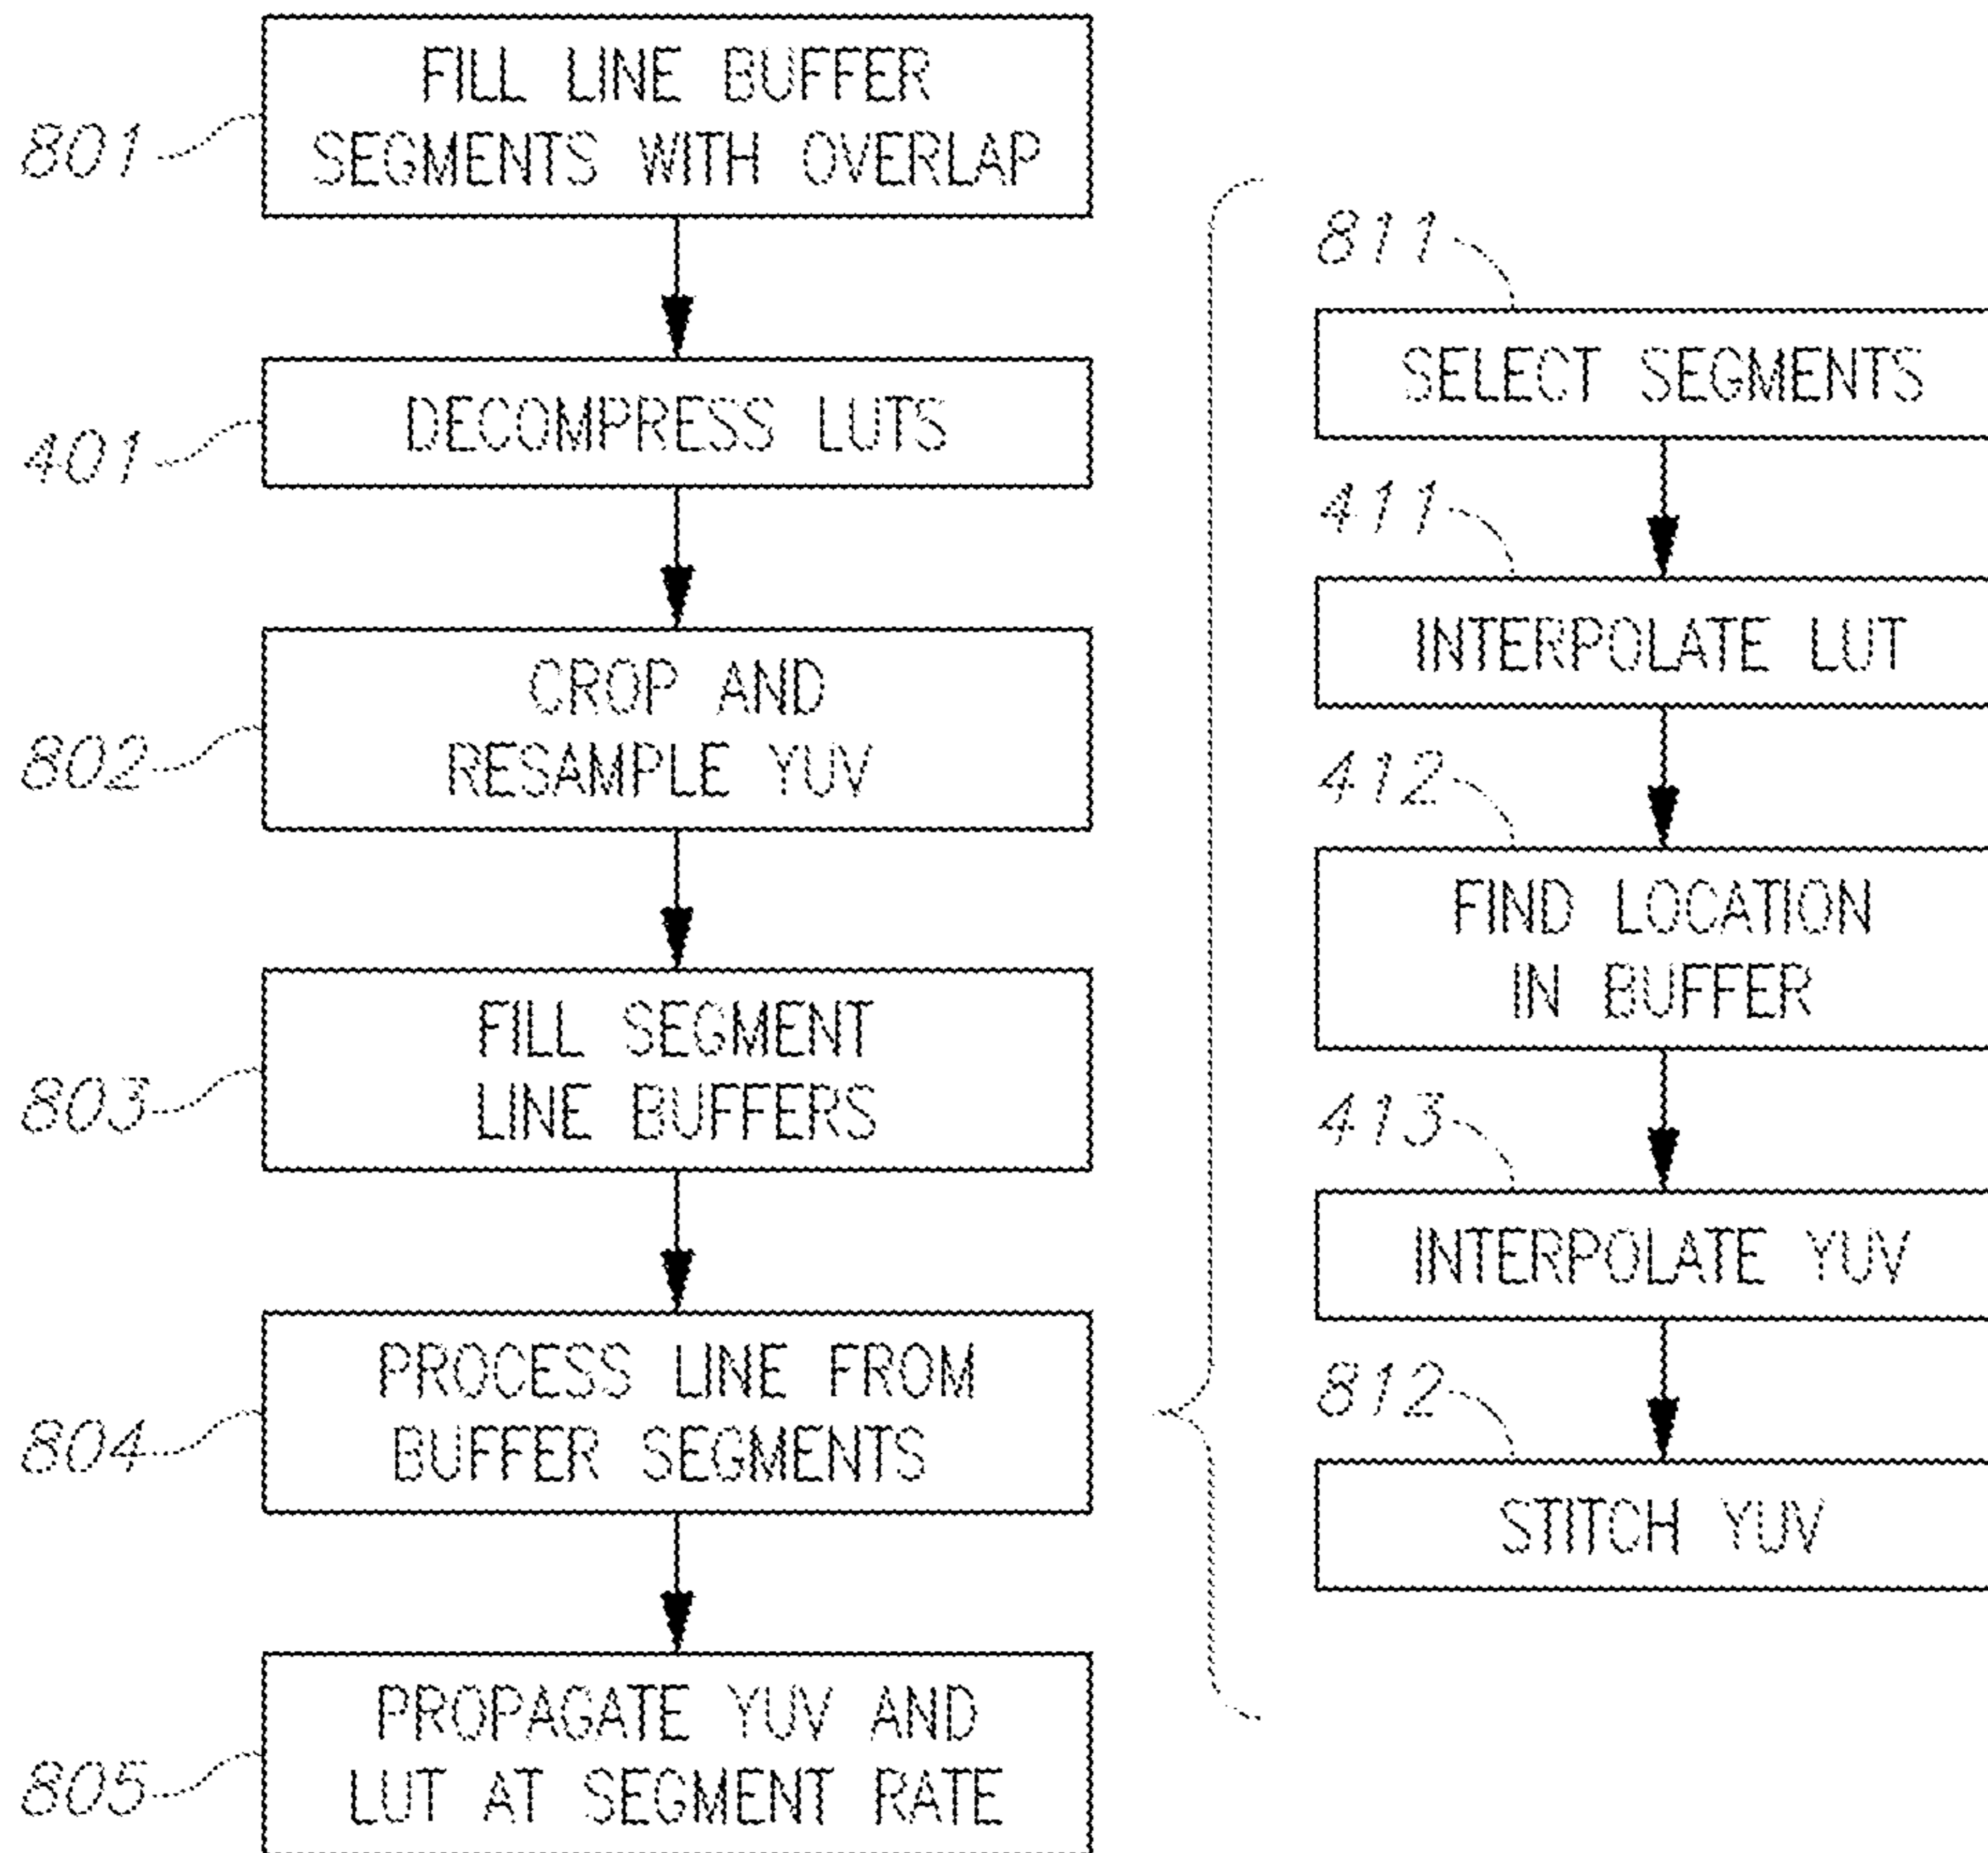 801
FILL LINE BUFFER
SEGMENTS WITH OVERLAP
401
DECOMPRESS LUTS
802
CROP AND
RESAMPLE YUV
803
FILL SEGMENT
LINE BUFFERS
804
PROCESS LINE FROM
BUFFER SEGMENTS
805
PROPAGATE YUV AND
LUT AT SEGMENT RATE
811
SELECT SEGMENTS
411
INTERPOLATE LUT
412
FIND LOCATION
IN BUFFER
413
INTERPOLATE YUV
812
STITCH YUV